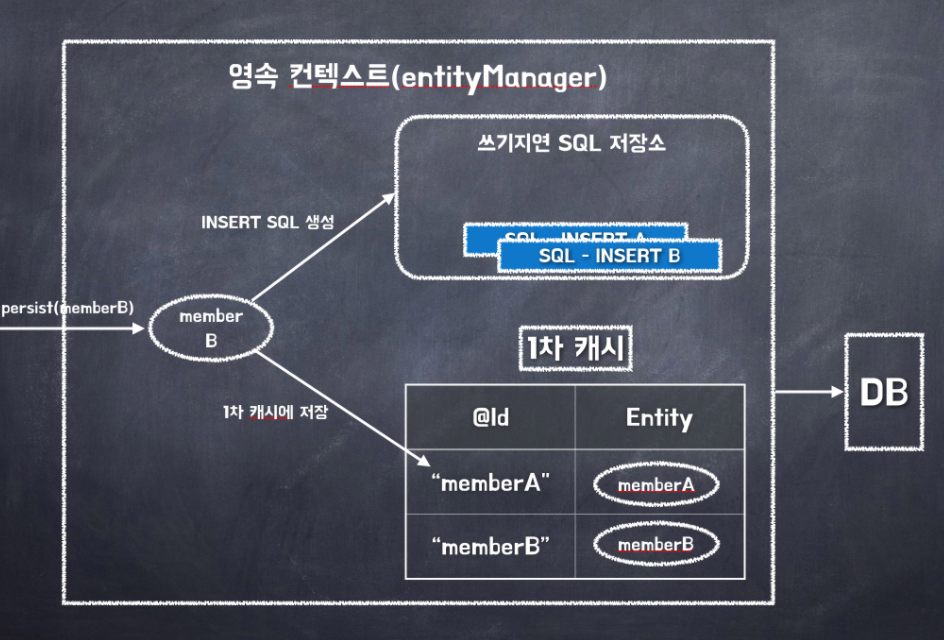 영속 컨텍스트(entityManager)
쓰기지연 SQL 저장소
INSERT SQL 생성
SQL - INSERT A
SQL - INSERT B
persist(memberB)
member
B
1차 캐시
1차 캐시에 저장
@Id Entity
“memberA” memberA
“memberB” memberB
DB